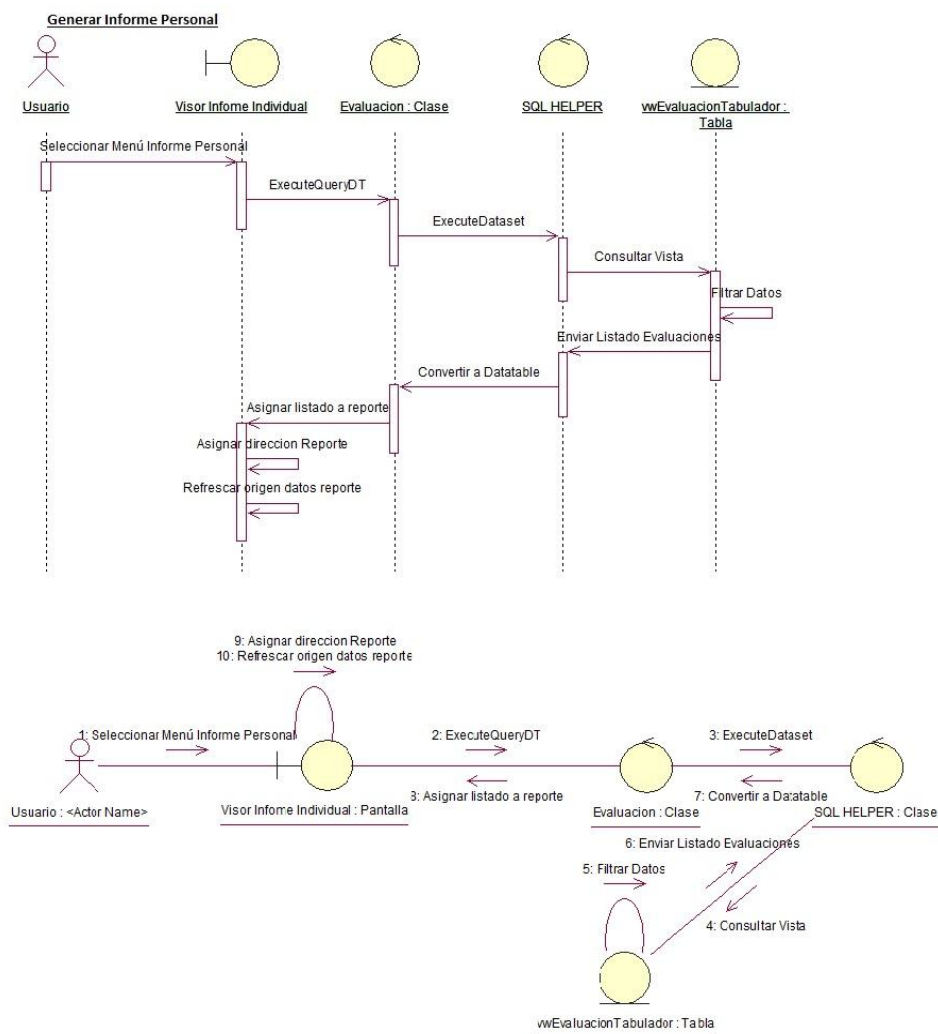 Generar Informe Personal
Usuario
Visor Infome Individual
Evaluacion : Clase
SQL HELPER
vwEvaluacionTabulador :
Tabla
Seleccionar Menú Informe Personal
ExecuteQueryDT
ExecuteDataset
Consultar Vista
Filtrar Datos
Enviar Listado Evaluaciones
Convertir a Datatable
Asignar listado a reporte
Asignar direccion Reporte
Refrescar origen datos reporte
9: Asignar direccion Reporte
10: Refrescar origen datos reporte
1: Seleccionar Menú Informe Personal
2: ExecuteQueryDT
3: ExecuteDataset
8: Asignar listado a reporte
7: Convertir a Datatable
Usuario : <Actor Name>
Visor Infome Individual : Pantalla
Evaluacion : Clase
SQL HELPER : Clase
6: Enviar Listado Evaluaciones
5: Filtrar Datos
4: Consultar Vista
vwEvaluacionTabulador : Tabla